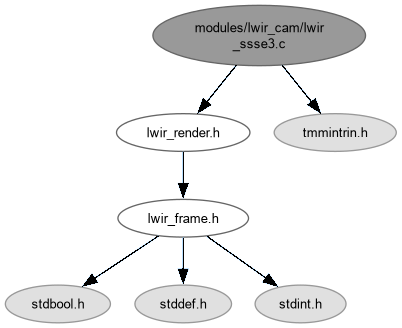 modules/lwir_cam/lwir
_ssse3.c
lwir_render.h
tmmintrin.h
lwir_frame.h
stdbool.h
stddef.h
stdint.h